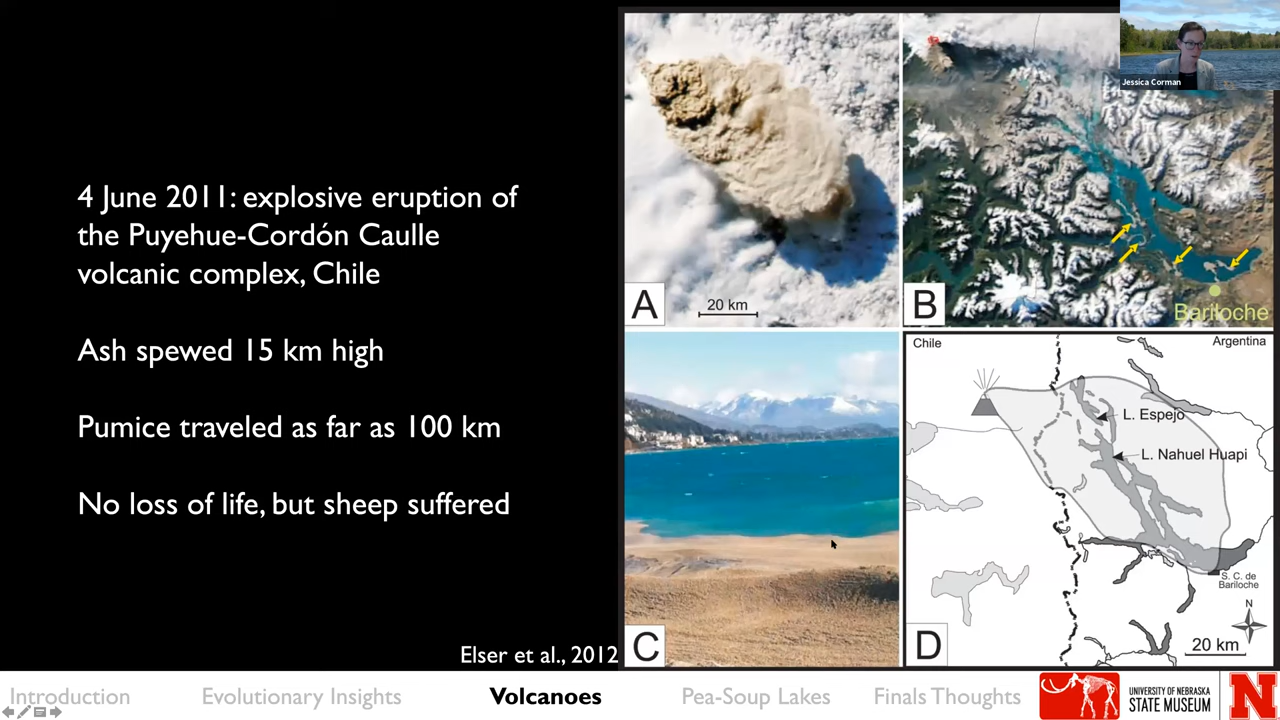 4 June 2011: explosive eruption of
the Puyehue-Cordón Caulle
volcanic complex, Chile
Ash spewed 15 km high
Pumice traveled as far as 100 km
No loss of life, but sheep suffered
Elser et al., 2012
A
20 km
B
Bariloche
Jessica Corman
C
Chile
Argentina
L. Espejo
L. Nahuel Huapi
S. C. de
Bariloche
N
20 km
D
Introduction
Evolutionary Insights
Volcanoes
Pea-Soup Lakes
Finals Thoughts
UNIVERSITY OF NEBRASKA
STATE MUSEUM
N